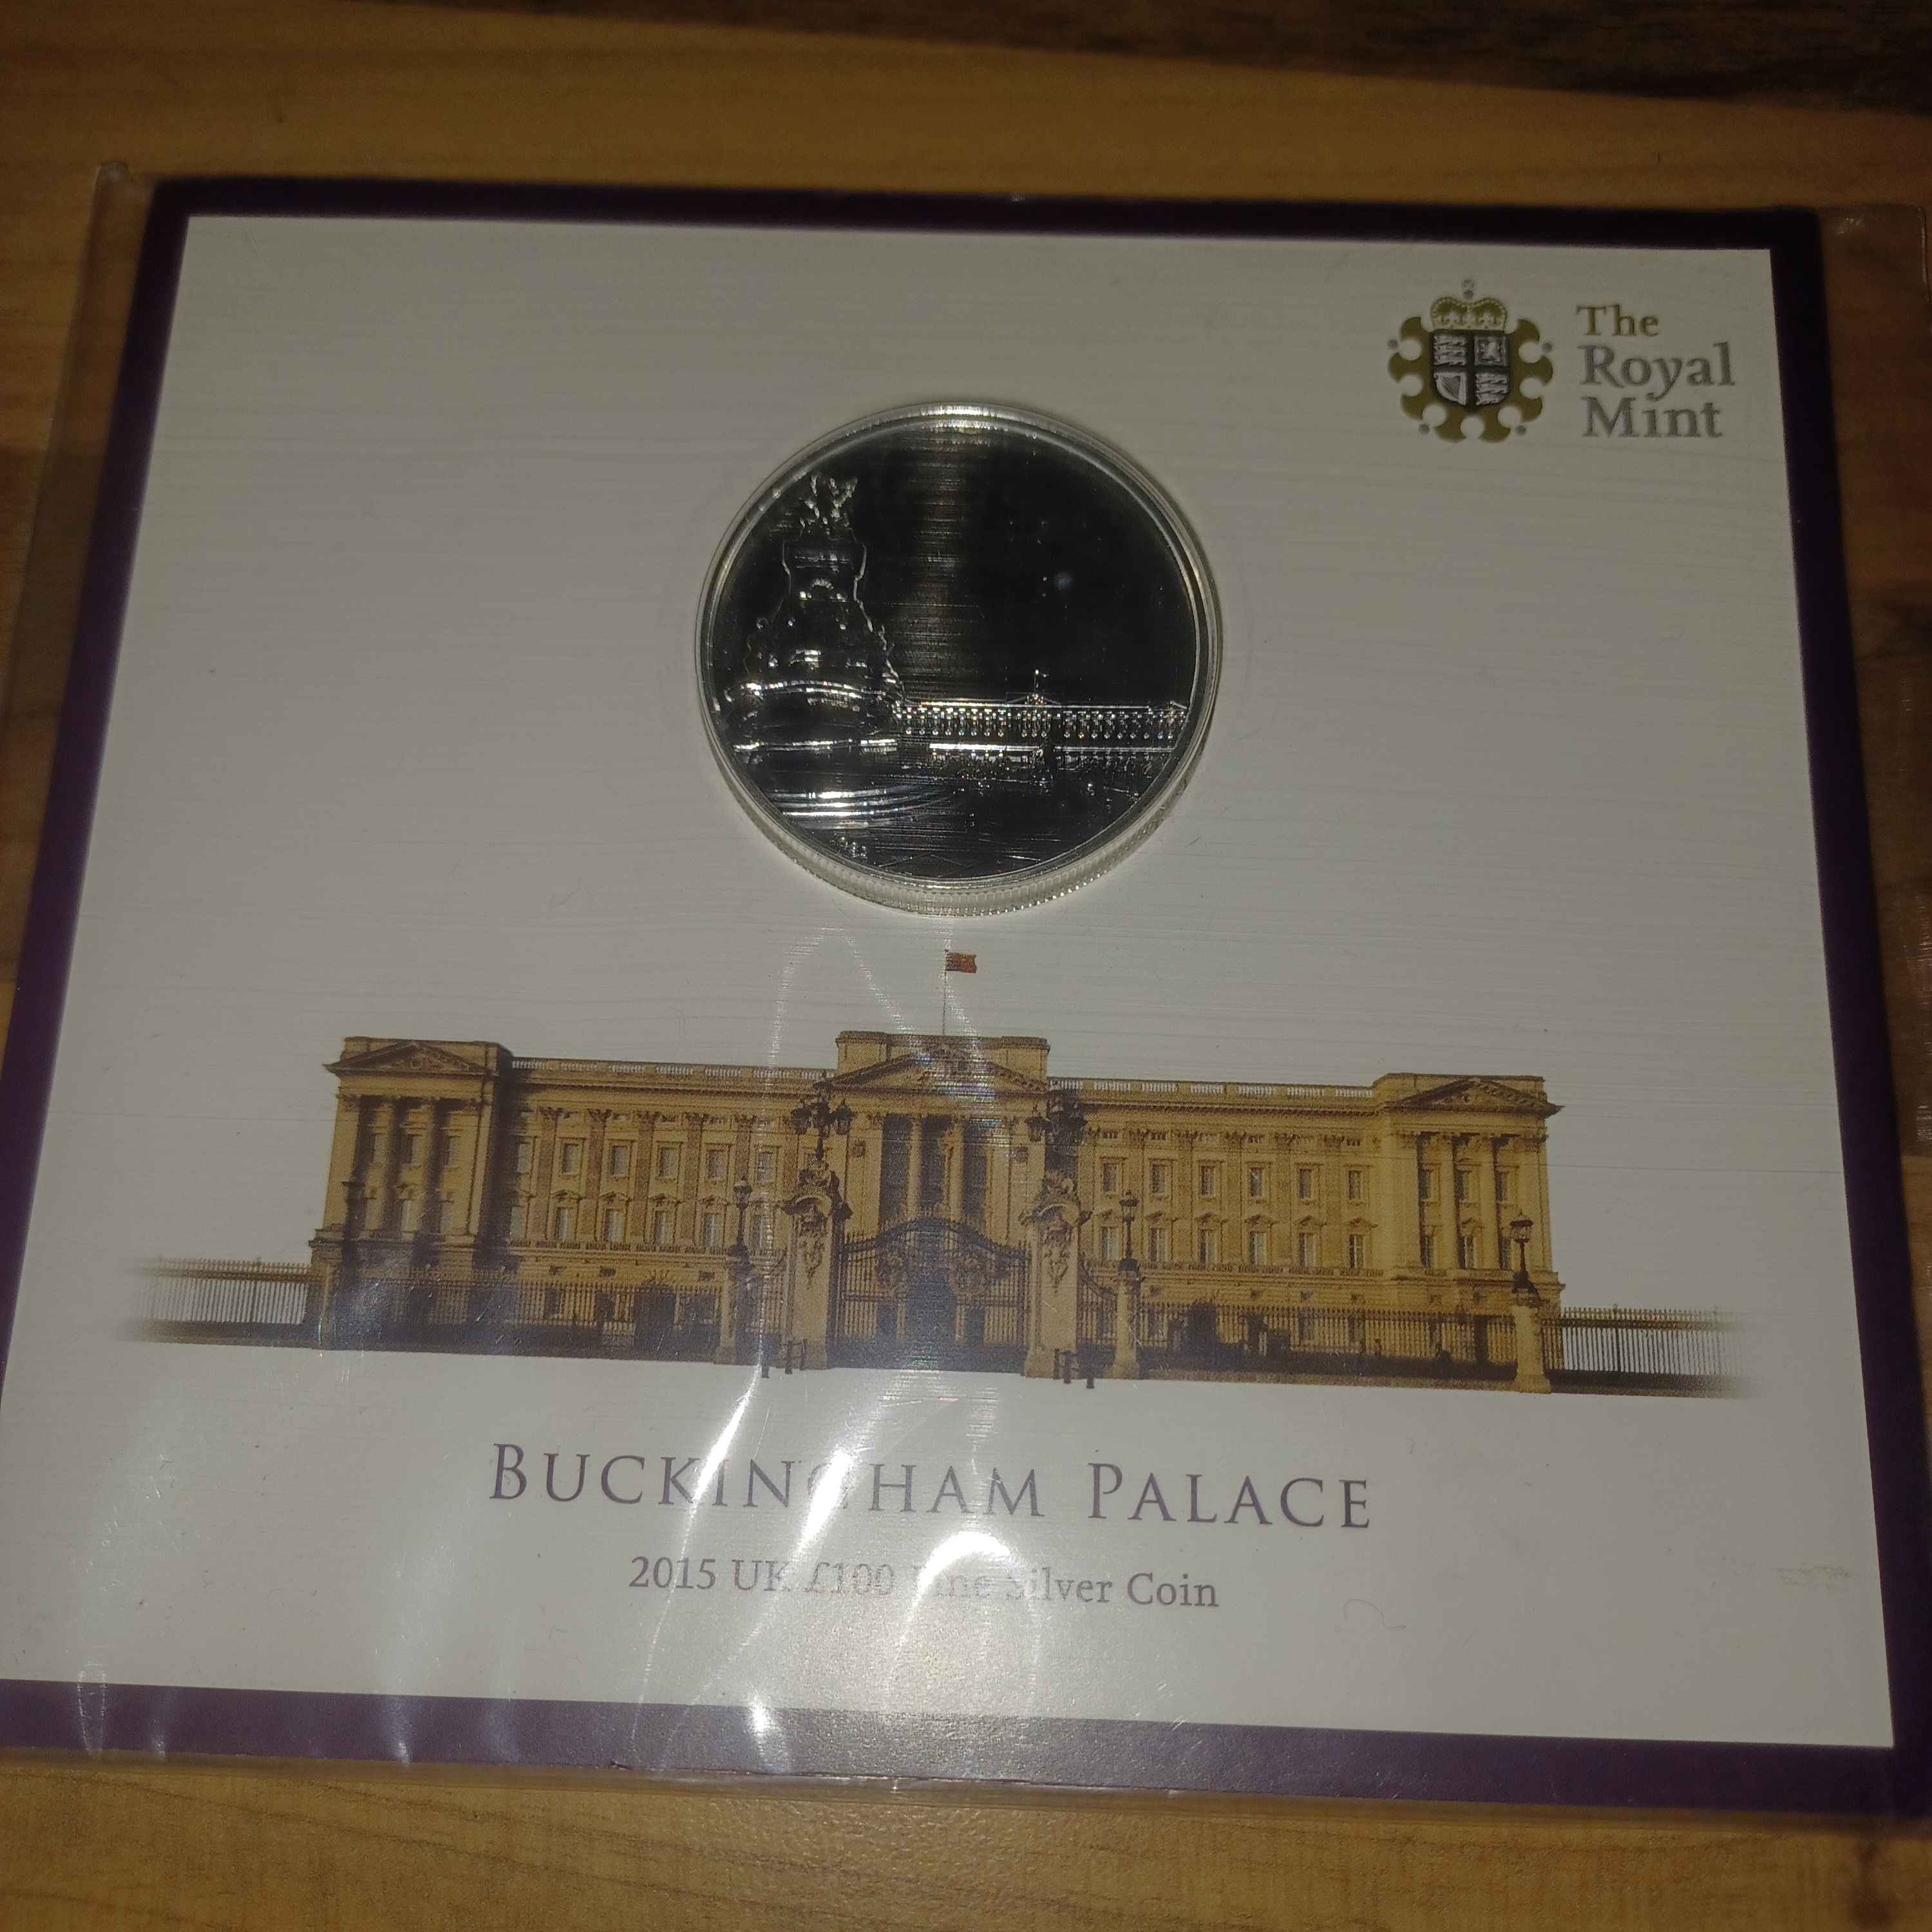 The
Royal
Mint
BUCKINGHAM PALACE
2015 UK £100 Fine Silver Coin